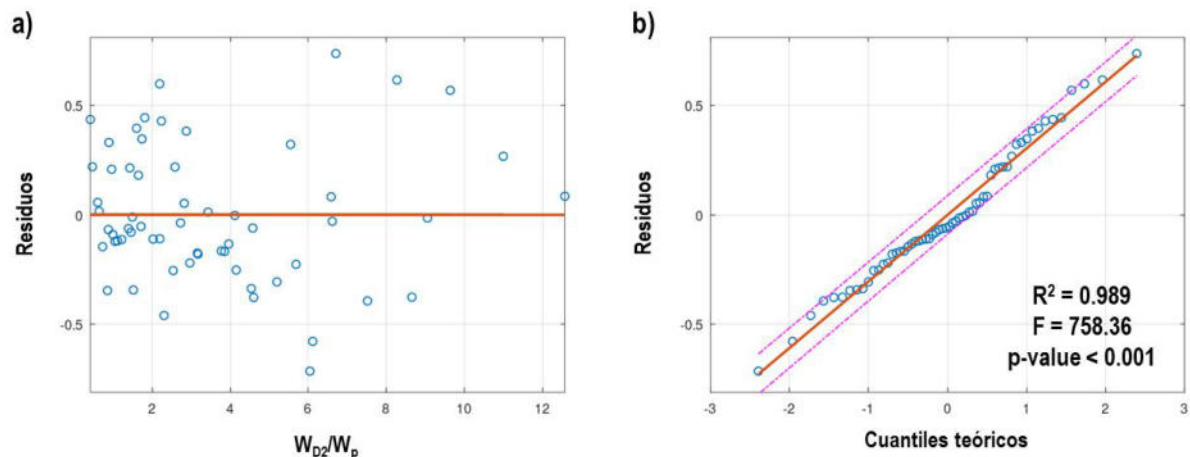 a)
Residuos
0.5
0
-0.5
2
4
6
8
10
12
W_D2/W_p
b)
Residuos
0.5
0
-0.5
-3
-2
-1
0
1
2
3
Cuantiles teóricos
R² = 0.989
F = 758.36
p-value < 0.001